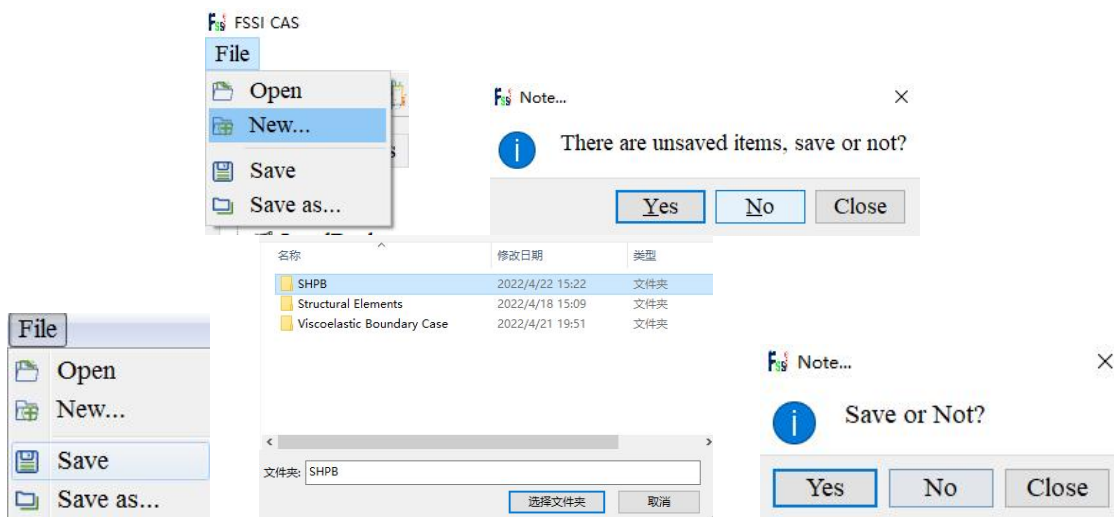 FSSI CAS
File
Open
New...
Save
Save as...
Note...
There are unsaved items, save or not?
Yes
No
Close
名称 修改日期 类型
SHPB 2022/4/22 15:22 文件夹
Structural Elements 2022/4/18 15:09 文件夹
Viscoelastic Boundary Case 2022/4/21 19:51 文件夹
文件夹: SHPB
选择文件夹 取消
File
Open
New...
Save
Save as...
Note...
Save or Not?
Yes
No
Close